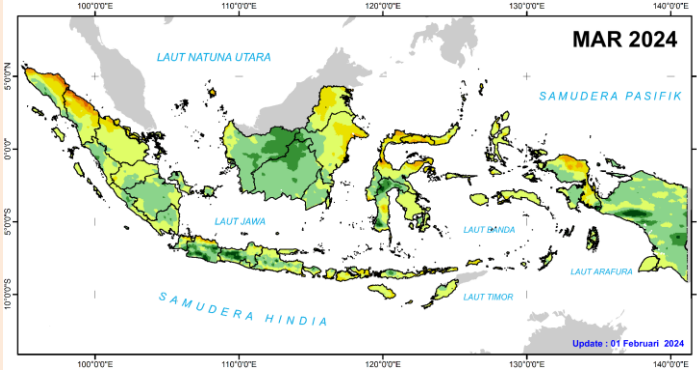 100°0'0"E 110°0'0"E 120°0'0"E 130°0'0"E 140°0'0"E
MAR 2024
LAUT NATUNA UTARA
5°0'0"N
SAMUDERA PASIFIK
0°0'0"
LAUT JAWA
5°0'0"S
LAUT BANDA
LAUT ARAFURA
10°0'0"S
SAMUDERA HINDIA
LAUT TIMOR
Update : 01 Februari 2024
100°0'0"E 110°0'0"E 120°0'0"E 130°0'0"E 140°0'0"E